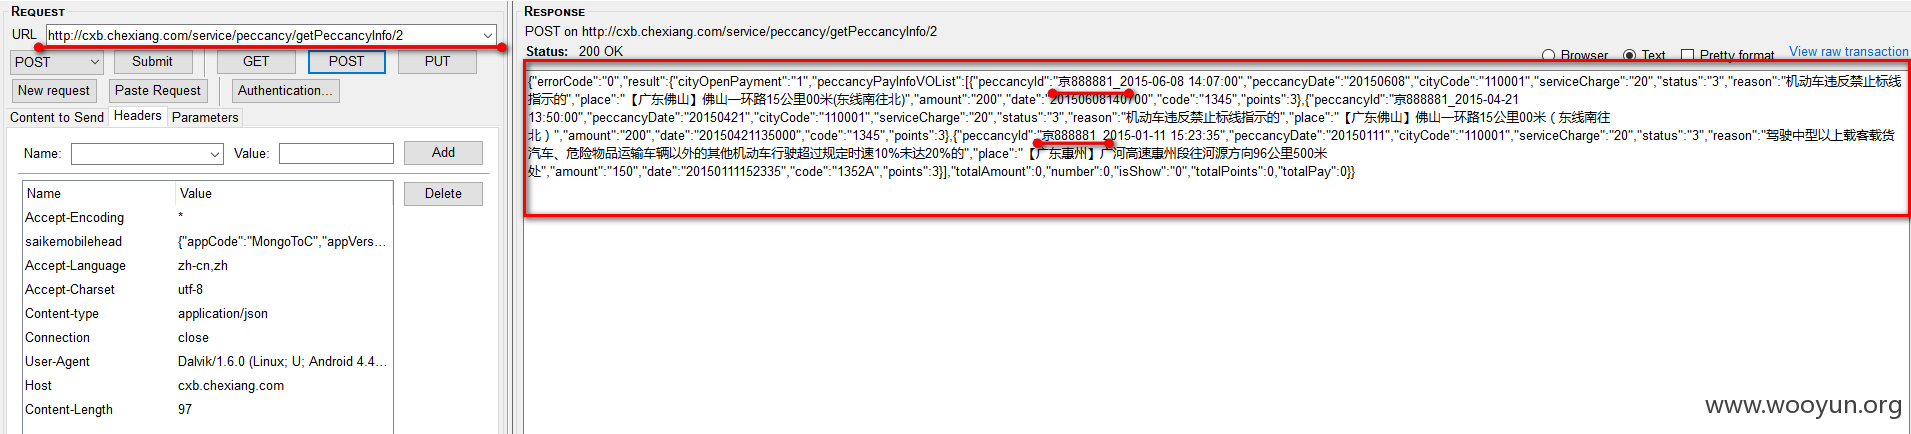 REQUEST
URL http://cxb.chexiang.com/service/peccancy/getPeccancyInfo/2
POST Submit GET POST PUT
New request Paste Request Authentication...
Content to Send Headers Parameters
Name: Value: Add
Name Value Delete
Accept-Encoding *
saikemobilehead {"appCode":"MongoToC","appVers...
Accept-Language zh-cn,zh
Accept-Charset utf-8
Content-type application/json
Connection close
User-Agent Dalvik/1.6.0 (Linux; U; Android 4.4...
Host cxb.chexiang.com
Content-Length 97
RESPONSE
POST on http://cxb.chexiang.com/service/peccancy/getPeccancyInfo/2
Status: 200 OK
Browser Text Pretty format View raw transaction
{"errorCode":"0","result":{"cityOpenPayment":"1","peccancyPayInfoVOList":[{"peccancyId":"京888881_2015-06-08 14:07:00","peccancyDate":"20150608","cityCode":"110001","serviceCharge":"20","status":"3","reason":"机动车违反禁止标线
指示的","place":"【广东佛山】佛山一环路15公里00米(东线南往北)","amount":"200","date":"20150608140700","code":"1345","points":3},{"peccancyId":"京888881_2015-04-21
13:50:00","peccancyDate":"20150421","cityCode":"110001","serviceCharge":"20","status":"3","reason":"机动车违反禁止标线指示的","place":"【广东佛山】佛山一环路15公里00米（东线南往
北）","amount":"200","date":"20150421135000","code":"1345","points":3},{"peccancyId":"京888881_2015-01-11 15:23:35","peccancyDate":"20150111","cityCode":"110001","serviceCharge":"20","status":"3","reason":"驾驶中型以上载客载货
汽车、危险物品运输车辆以外的其他机动车行驶超过规定时速10%未达20%的","place":"【广东惠州】广河高速惠州段往河源方向96公里500米
处","amount":"150","date":"20150111152335","code":"1352A","points":3}],"totalAmount":0,"number":0,"isShow":"0","totalPoints":0,"totalPay":0}}
www.wooyun.org